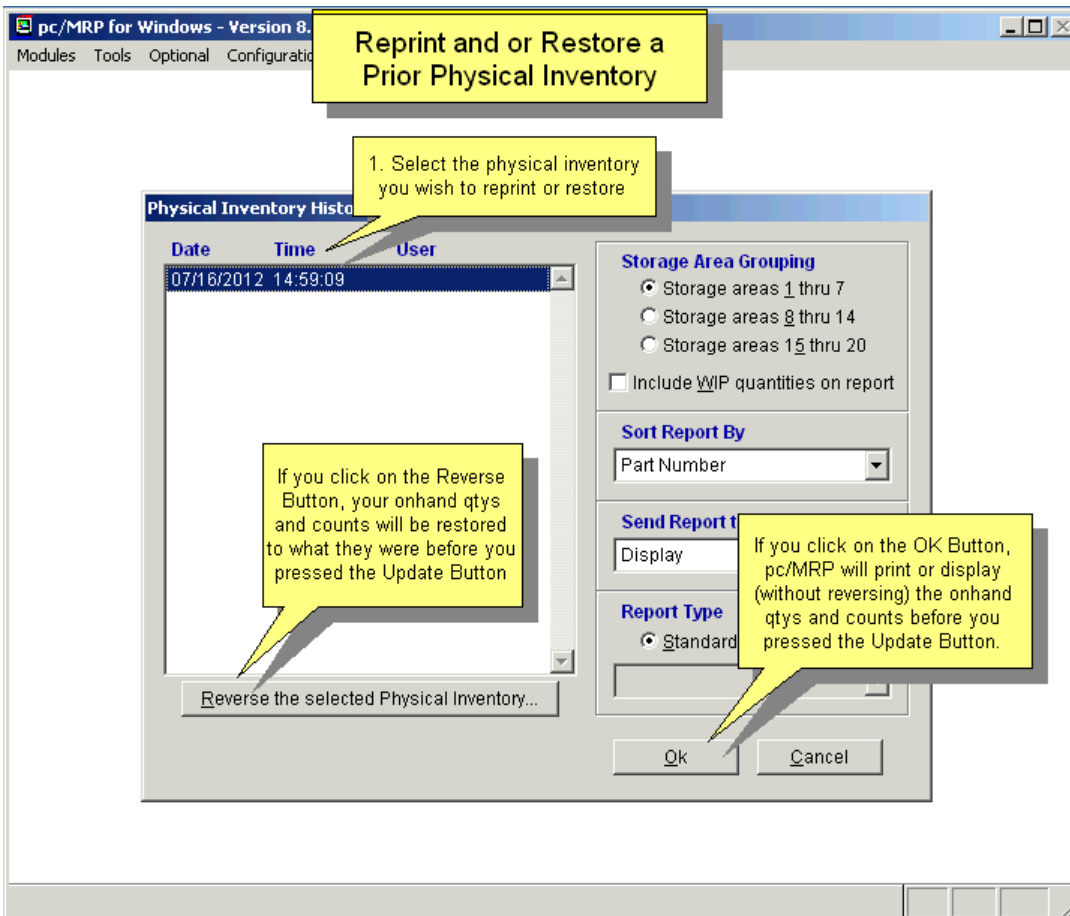 pc/MRP for Windows - Version 8.
Reprint and or Restore a
Prior Physical Inventory
Modules Tools Optional Configuratio
1. Select the physical inventory
you wish to reprint or restore
Physical Inventory Histo
Date Time User
07/16/2012 14:59:09
Storage Area Grouping
Storage areas 1 thru 7
Storage areas 8 thru 14
Storage areas 15 thru 20
Include WIP quantities on report
Sort Report By
Part Number
If you click on the Reverse
Button, your onhand qtys
and counts will be restored
to what they were before you
pressed the Update Button
Send Report t
Display
If you click on the OK Button,
pc/MRP will print or display
(without reversing) the onhand
qtys and counts before you
pressed the Update Button.
Report Type
Standard
Reverse the selected Physical Inventory...
Ok Cancel